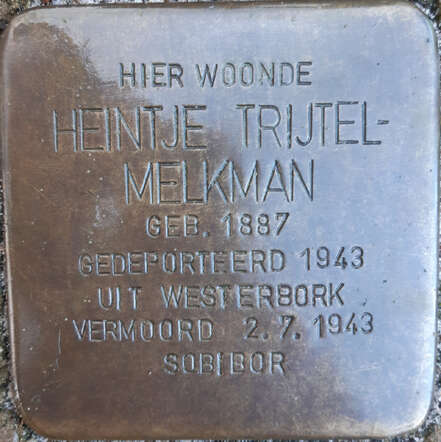 HIER WOONDE
HEINTJE TRIJTEL-
MELKMAN
GEB. 1887
GEDEPORTEERD 1943
UIT WESTERBORK
VERMOORD 2.7.1943
SOBIBOR